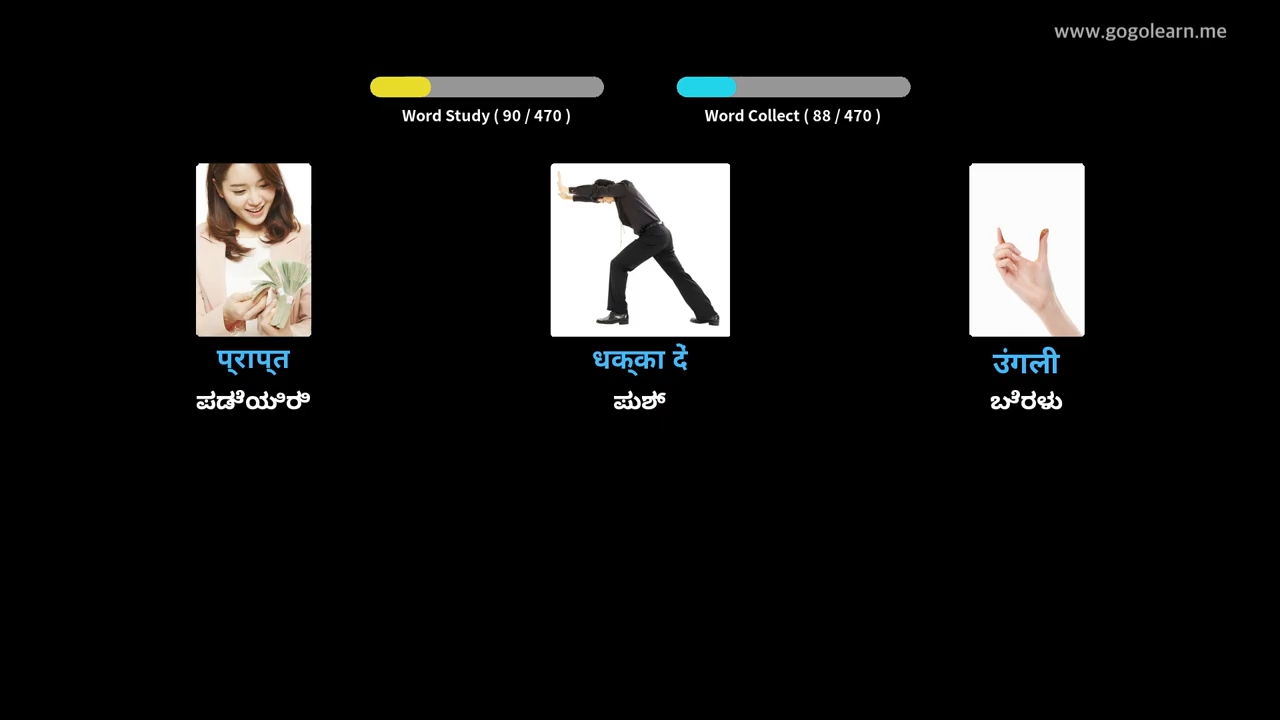 www.gogolearn.me
Word Study ( 90 / 470 )
Word Collect ( 88 / 470 )
प्राप्त
धक्का दें
उंगली
ಪಡೆಯಿರಿ
ಪುಶ್
ಬೆರಳು